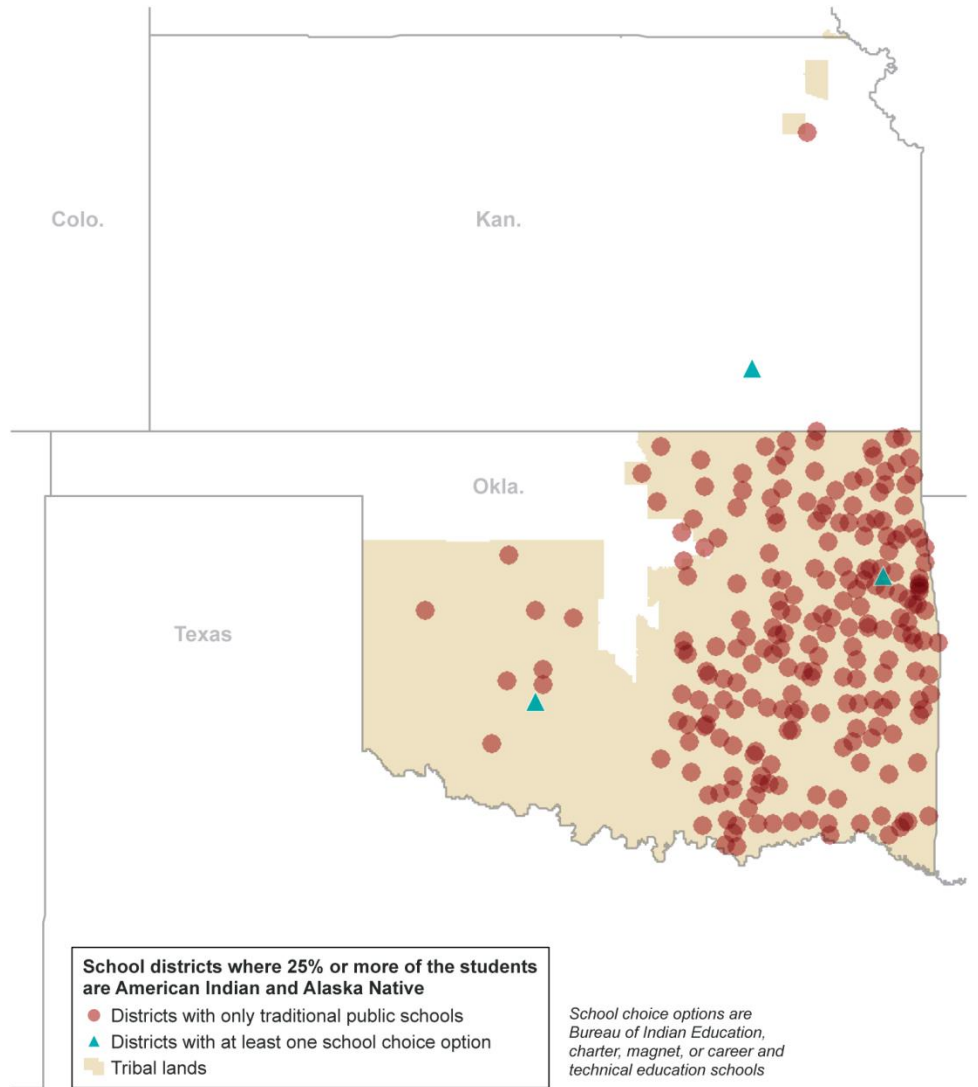 Colo.
Kan.
Okla.
Texas
School districts where 25% or more of the students
are American Indian and Alaska Native
Districts with only traditional public schools
Districts with at least one school choice option
Tribal lands
School choice options are
Bureau of Indian Education,
charter, magnet, or career and
technical education schools